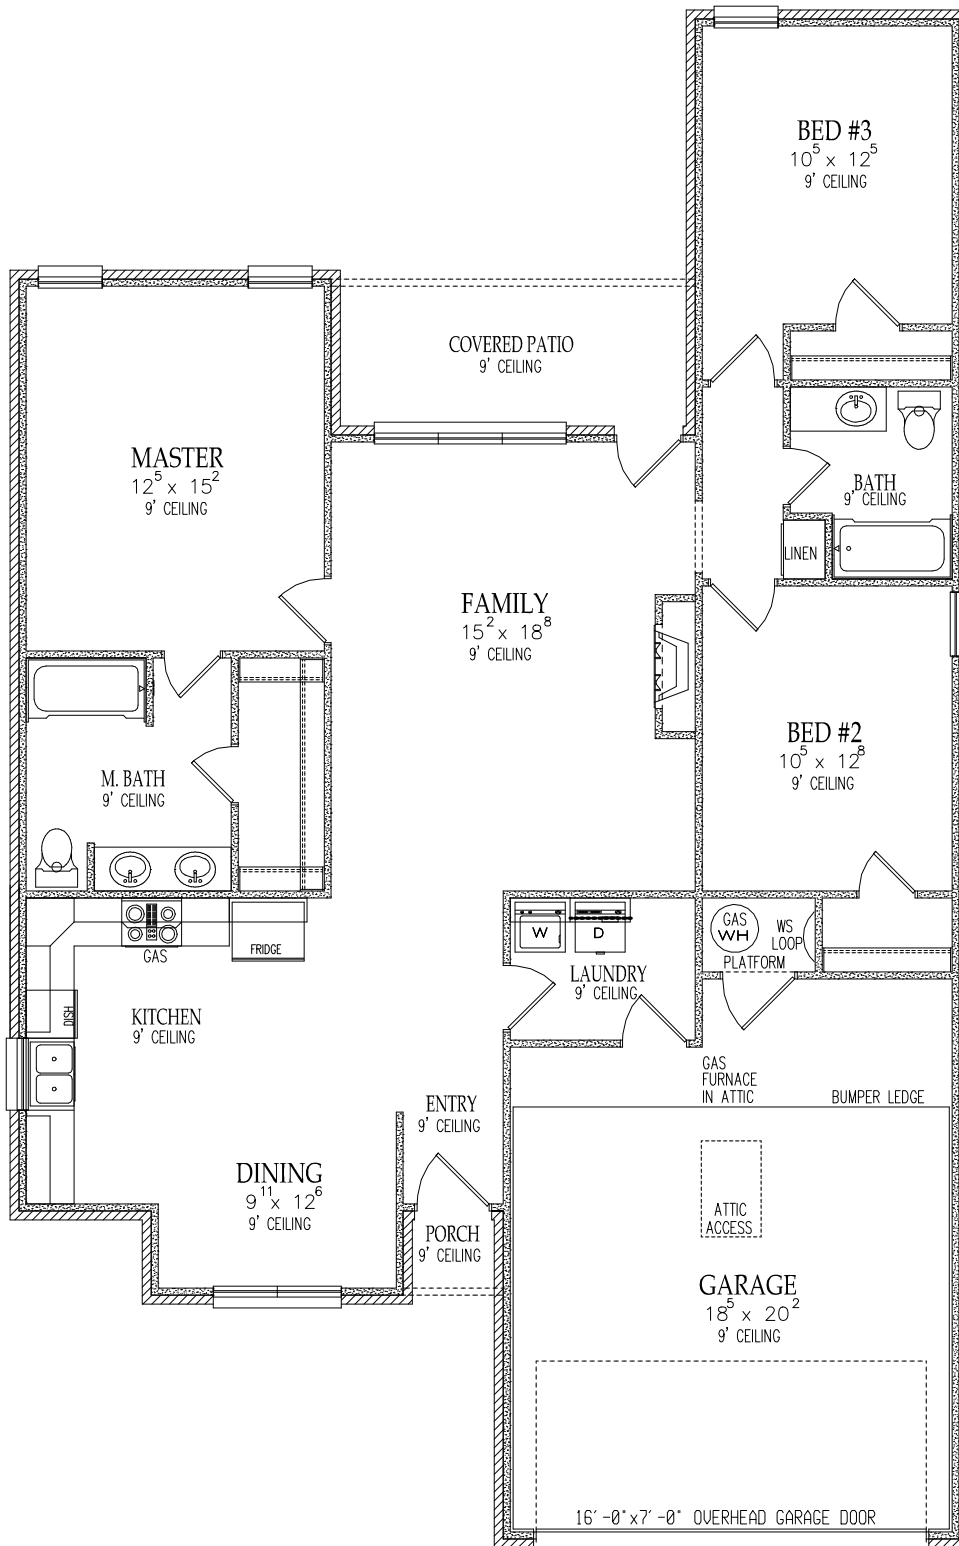 BED #3
10⁵ x 12⁵
9' CEILING
COVERED PATIO
9' CEILING
MASTER
12⁵ x 15²
9' CEILING
BATH
9' CEILING
LINEN
FAMILY
15² x 18⁸
9' CEILING
BED #2
10⁵ x 12⁸
9' CEILING
M. BATH
9' CEILING
GAS
FRIDGE
W
D
GAS
WH
WS
LOOP
PLATFORM
LAUNDRY
9' CEILING
DISH
KITCHEN
9' CEILING
GAS
FURNACE
IN ATTIC
BUMPER LEDGE
ENTRY
9' CEILING
DINING
9¹¹ x 12⁶
9' CEILING
PORCH
9' CEILING
ATTIC
ACCESS
GARAGE
18⁵ x 20²
9' CEILING
16'-0"x7'-0" OVERHEAD GARAGE DOOR